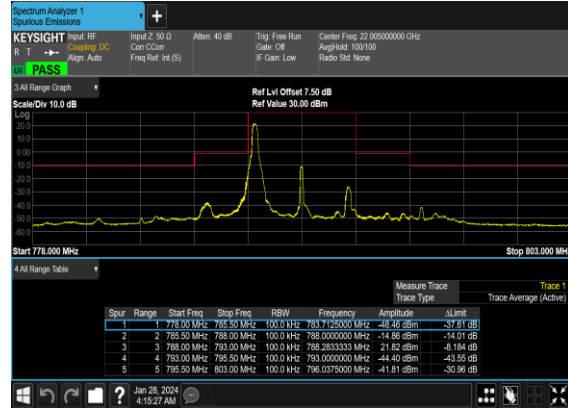 Spectrum Analyzer 1
Spurious Emissions
KEYSIGHT Input: RF Input Z: 50 Ω Atten: 40 dB Trig: Free Run Center Freq: 22.005000000 GHz
R T Coupling: DC Corr CCorr Gate: Off Avg|Hold: 100/100
Align: Auto Freq Ref: Int (S) IF Gain: Low Radio Std: None
PASS
3 All Range Graph
Ref Lvl Offset 7.50 dB
Scale/Div 10.0 dB Ref Value 30.00 dBm
Log
20.0
10.0
0.00
-10.0
-20.0
-30.0
-40.0
-50.0
-60.0
Start 778.000 MHz Stop 803.000 MH
4 All Range Table
Measure Trace Trace 1
Trace Type Trace Average (Active)
Spur Range Start Freq Stop Freq RBW Frequency Amplitude ΔLimit
1 1 778.00 MHz 785.50 MHz 100.0 kHz 783.7125000 MHz -48.46 dBm -37.61 dB
2 2 785.50 MHz 788.00 MHz 100.0 kHz 788.0000000 MHz -14.86 dBm -14.01 dB
3 3 788.00 MHz 793.00 MHz 100.0 kHz 788.2833333 MHz 21.82 dBm -8.184 dB
4 4 793.00 MHz 795.50 MHz 100.0 kHz 793.0000000 MHz -44.40 dBm -43.55 dB
5 5 795.50 MHz 803.00 MHz 100.0 kHz 796.0375000 MHz -41.81 dBm -30.96 dB
Jan 28, 2024
4:15:27 AM